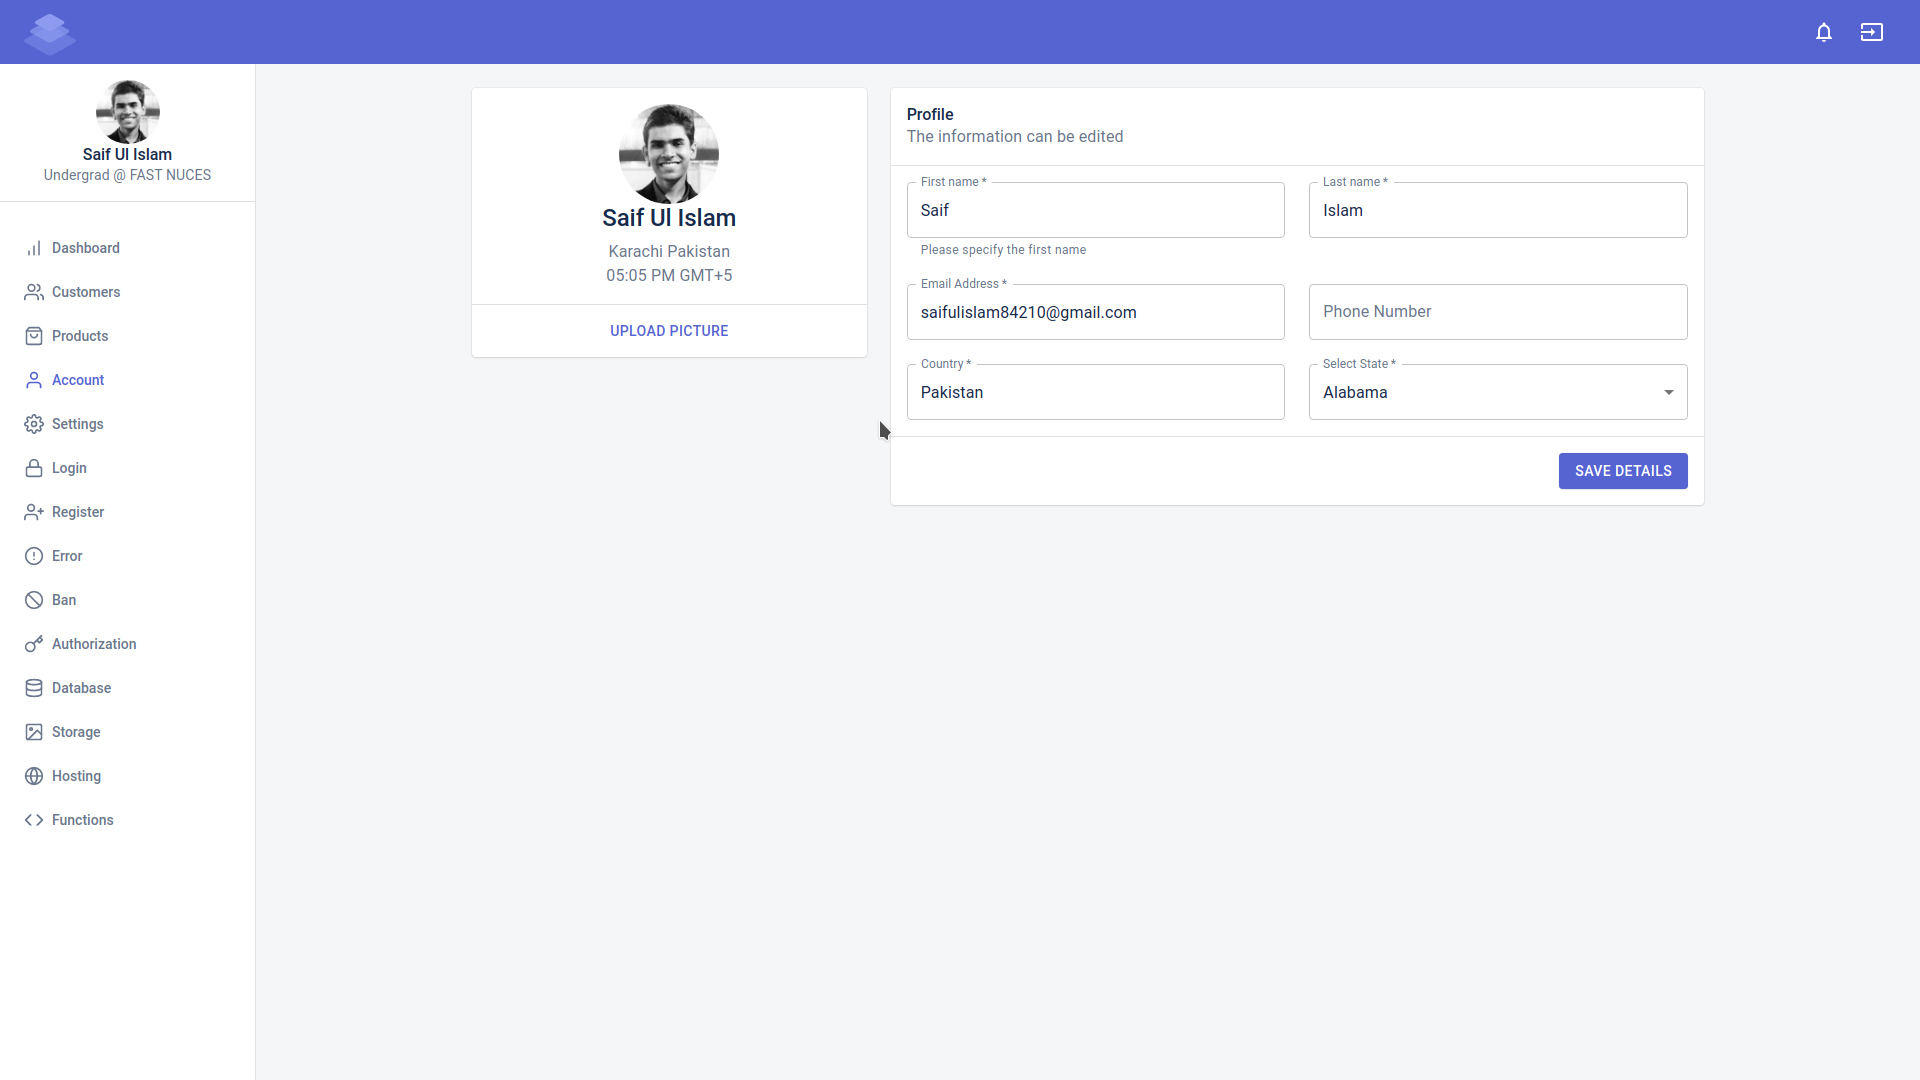 Saif Ul Islam
Undergrad @ FAST NUCES
Dashboard
Customers
Products
Account
Settings
Login
Register
Error
Ban
Authorization
Database
Storage
Hosting
Functions
Saif Ul Islam
Karachi Pakistan
05:05 PM GMT+5
UPLOAD PICTURE
Profile
The information can be edited
First name *
Saif
Please specify the first name
Last name *
Islam
Email Address *
saifulislam84210@gmail.com
Phone Number
Country *
Pakistan
Select State *
Alabama
SAVE DETAILS